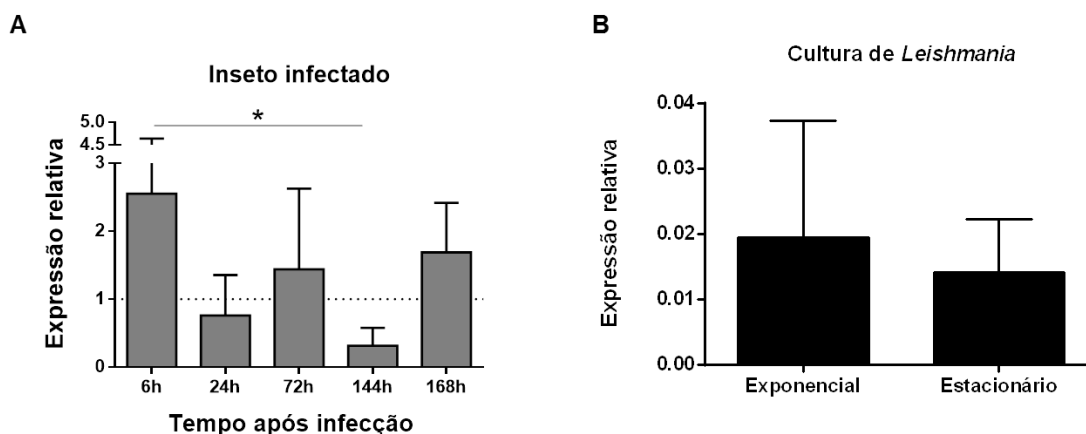 A
Inseto infectado
*
Expressão relativa
5.0
4.5
3
2
1
0
6h 24h 72h 144h 168h
Tempo após infecção
B
Cultura de Leishmania
Expressão relativa
0.04
0.03
0.02
0.01
0.00
Exponencial Estacionário